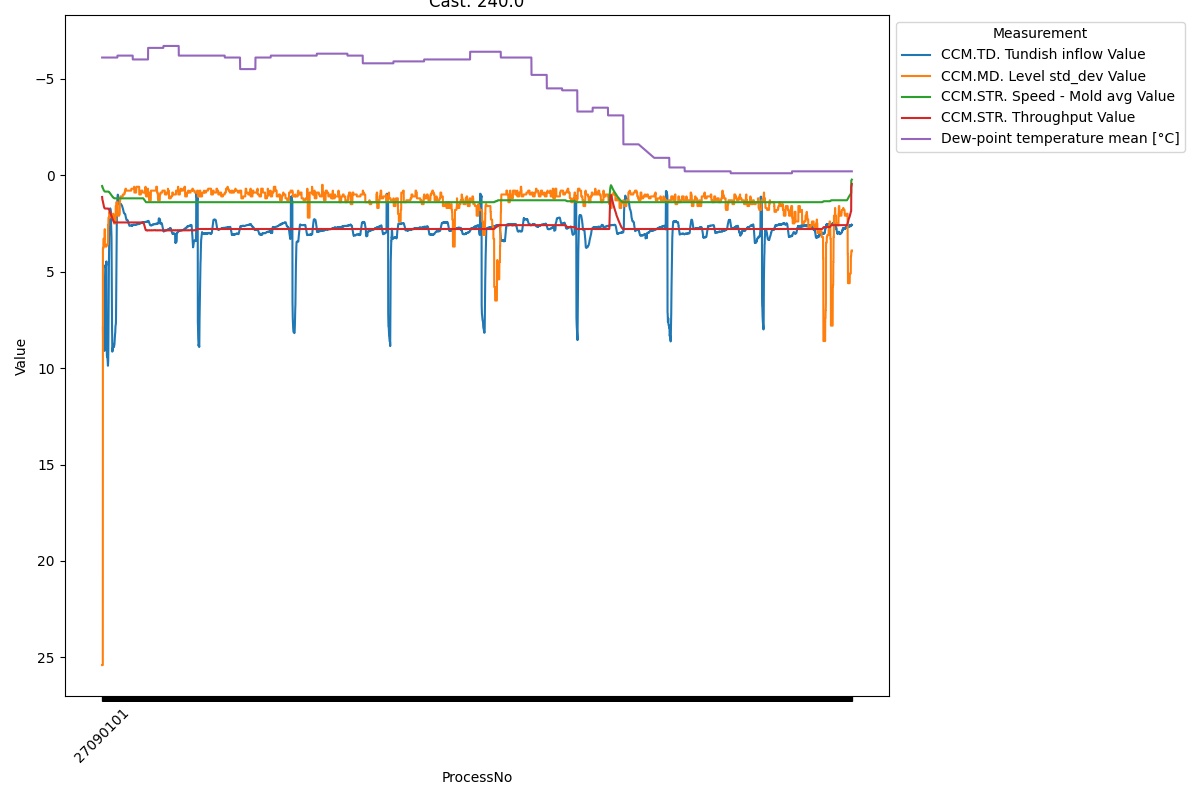 Cast: 240.0
Measurement
CCM.TD. Tundish inflow Value
CCM.MD. Level std_dev Value
CCM.STR. Speed - Mold avg Value
CCM.STR. Throughput Value
Dew-point temperature mean [°C]
−5
0
5
10
15
20
25
Value
27090101
ProcessNo